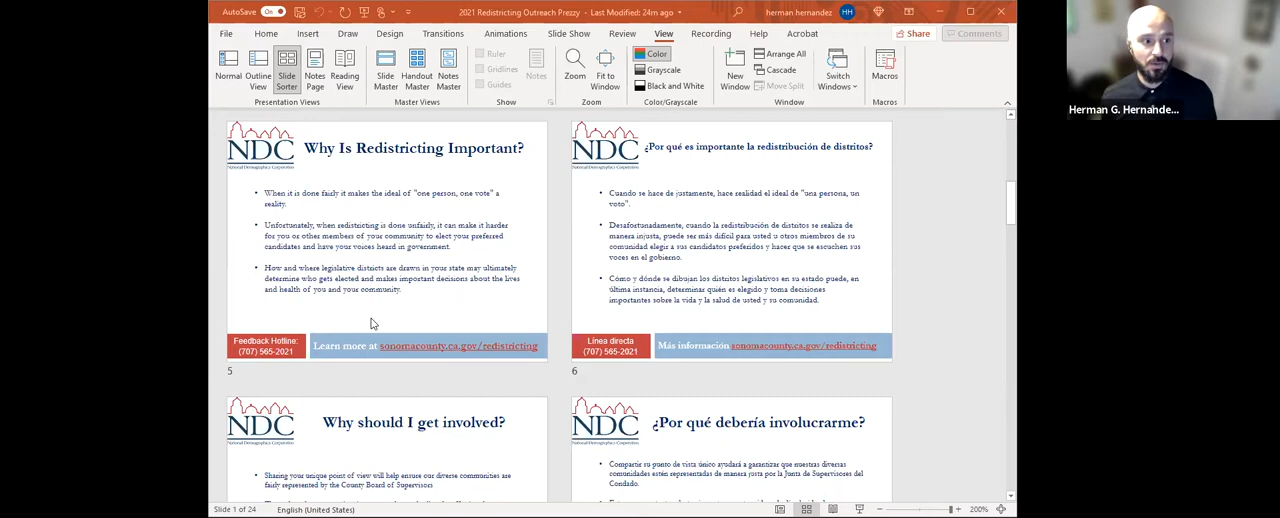 AutoSave On
2021 Redistricting Outreach Prezzy - Last Modified: 24m ago
herman hernandez HH
File Home Insert Draw Design Transitions Animations Slide Show Review View Recording Help Acrobat
Share Comments
Normal
Outline
View
Slide
Sorter
Notes
Page
Reading
View
Presentation Views
Slide
Master
Handout
Master
Notes
Master
Master Views
Ruler
Gridlines
Guides
Show
Notes
Zoom
Fit to
Window
Zoom
Color
Grayscale
Black and White
Color/Grayscale
New
Window
Arrange All
Cascade
Move Split
Window
Switch
Windows
Macros
Macros
Herman G. Hernande...
NDC
National Demographics Corporation
Why Is Redistricting Important?
• When it is done fairly it makes the ideal of "one person, one vote" a
reality.
• Unfortunately, when redistricting is done unfairly, it can make it harder
for you or other members of your community to elect your preferred
candidates and have your voices heard in government.
• How and where legislative districts are drawn in your state may ultimately
determine who gets elected and makes important decisions about the lives
and health of you and your community.
Feedback Hotline:
(707) 565-2021
Learn more at sonomacounty.ca.gov/redistricting
5
NDC
National Demographics Corporation
¿Por qué es importante la redistribución de distritos?
• Cuando se hace de justamente, hace realidad el ideal de "una persona, un
voto".
• Desafortunadamente, cuando la redistribución de distritos se realiza de
manera injusta, puede ser más difícil para usted u otros miembros de su
comunidad elegir a sus candidatos preferidos y hacer que se escuchen sus
voces en el gobierno.
• Cómo y dónde se dibujan los distritos legislativos en su estado puede, en
última instancia, determinar quién es elegido y toma decisiones
importantes sobre la vida y la salud de usted y su comunidad.
Línea directa
(707) 565-2021
Más información sonomacounty.ca.gov/redistricting
6
NDC
National Demographics Corporation
Why should I get involved?
• Sharing your unique point of view will help ensure our diverse communities are
fairly represented by the County Board of Supervisors
NDC
National Demographics Corporation
¿Por qué debería involucrarme?
• Compartir su punto de vista único ayudará a garantizar que nuestras diversas
comunidades estén representadas de manera justa por la Junta de Supervisores del
Condado.
Slide 1 of 24 English (United States)
200%